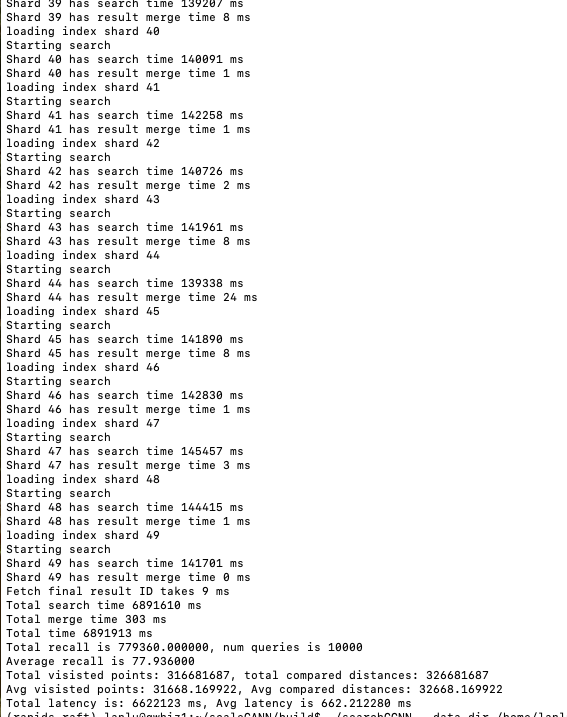 Shard 39 has search time 139207 ms
Shard 39 has result merge time 8 ms
loading index shard 40
Starting search
Shard 40 has search time 140091 ms
Shard 40 has result merge time 1 ms
loading index shard 41
Starting search
Shard 41 has search time 142258 ms
Shard 41 has result merge time 1 ms
loading index shard 42
Starting search
Shard 42 has search time 140726 ms
Shard 42 has result merge time 2 ms
loading index shard 43
Starting search
Shard 43 has search time 141961 ms
Shard 43 has result merge time 8 ms
loading index shard 44
Starting search
Shard 44 has search time 139338 ms
Shard 44 has result merge time 24 ms
loading index shard 45
Starting search
Shard 45 has search time 141890 ms
Shard 45 has result merge time 8 ms
loading index shard 46
Starting search
Shard 46 has search time 142830 ms
Shard 46 has result merge time 1 ms
loading index shard 47
Starting search
Shard 47 has search time 145457 ms
Shard 47 has result merge time 3 ms
loading index shard 48
Starting search
Shard 48 has search time 144415 ms
Shard 48 has result merge time 1 ms
loading index shard 49
Starting search
Shard 49 has search time 141701 ms
Shard 49 has result merge time 0 ms
Fetch final result ID takes 9 ms
Total search time 6891610 ms
Total merge time 303 ms
Total time 6891913 ms
Total recall is 779360.000000, num queries is 10000
Average recall is 77.936000
Total visisted points: 316681687, total compared distances: 326681687
Avg visisted points: 31668.169922, Avg compared distances: 32668.169922
Total latency is: 6622123 ms, Avg latency is 662.212280 ms